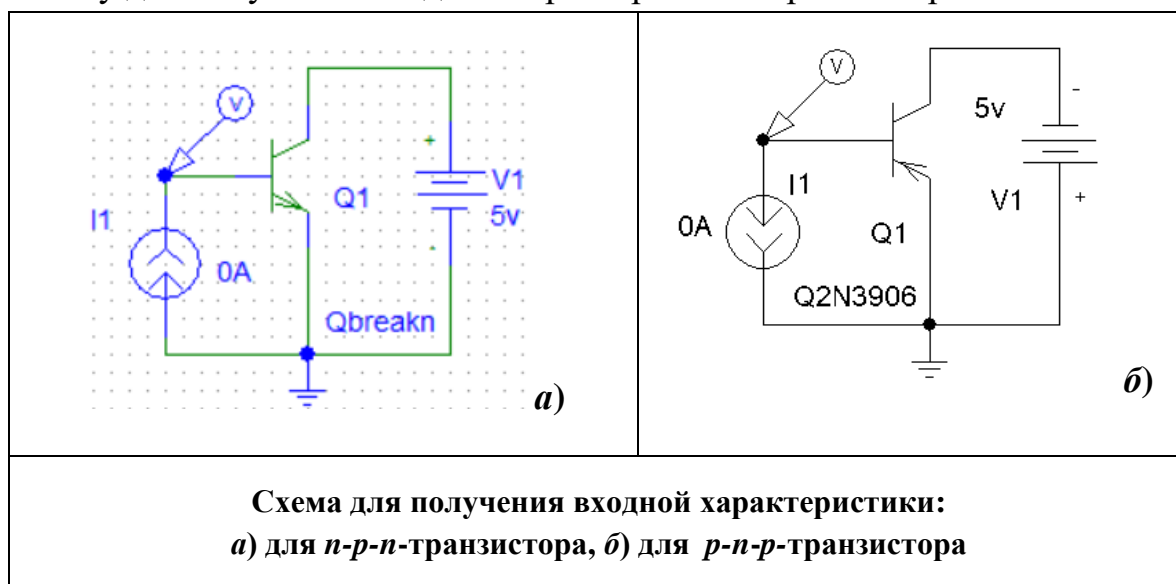 V
I1
0A
Q1
+
V1
5v
-
Qbreakn
а)
V
5v
-
I1
V1
+
0A
Q1
Q2N3906
б)
Схема для получения входной характеристики:
а) для n-p-n-транзистора, б) для p-n-p-транзистора